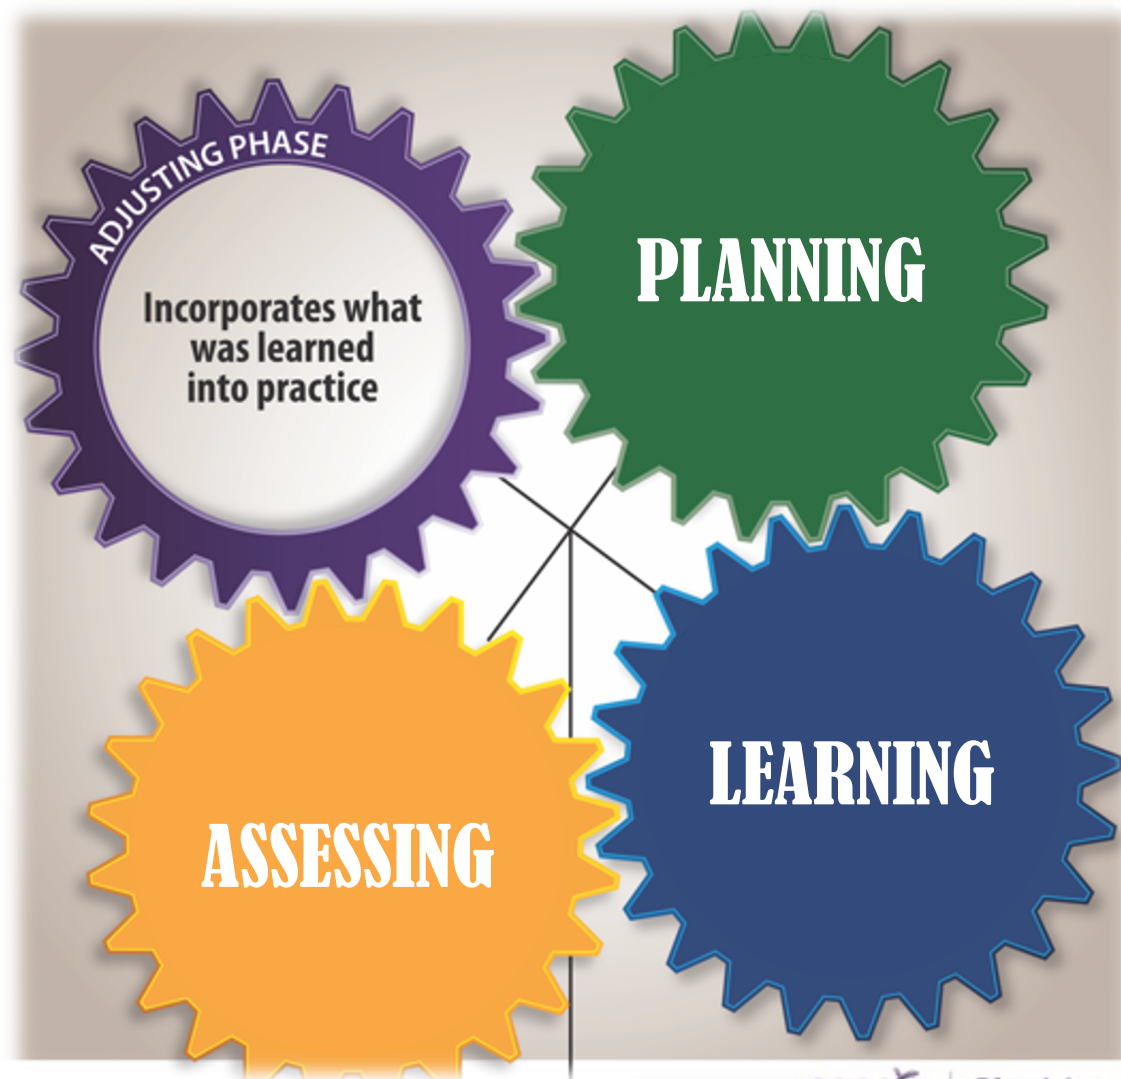 ADJUSTING PHASE
Incorporates what
was learned
into practice
PLANNING
LEARNING
ASSESSING